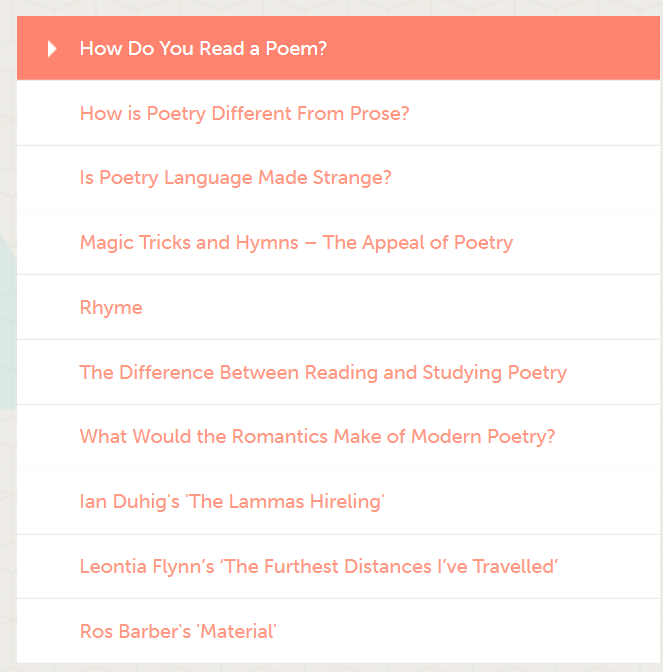 How Do You Read a Poem?
How is Poetry Different From Prose?
Is Poetry Language Made Strange?
Magic Tricks and Hymns – The Appeal of Poetry
Rhyme
The Difference Between Reading and Studying Poetry
What Would the Romantics Make of Modern Poetry?
Ian Duhig's 'The Lammas Hireling'
Leontia Flynn’s ‘The Furthest Distances I’ve Travelled’
Ros Barber's 'Material'